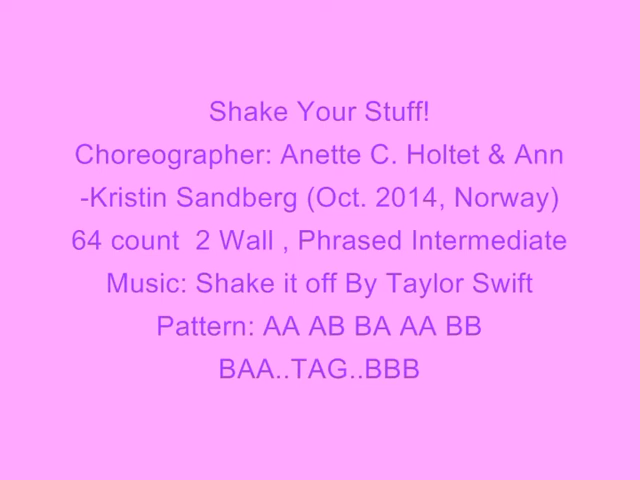 Shake Your Stuff!
Choreographer: Anette C. Holtet & Ann
-Kristin Sandberg (Oct. 2014, Norway)
64 count  2 Wall , Phrased Intermediate
Music: Shake it off By Taylor Swift
Pattern: AA AB BA AA BB
BAA..TAG..BBB